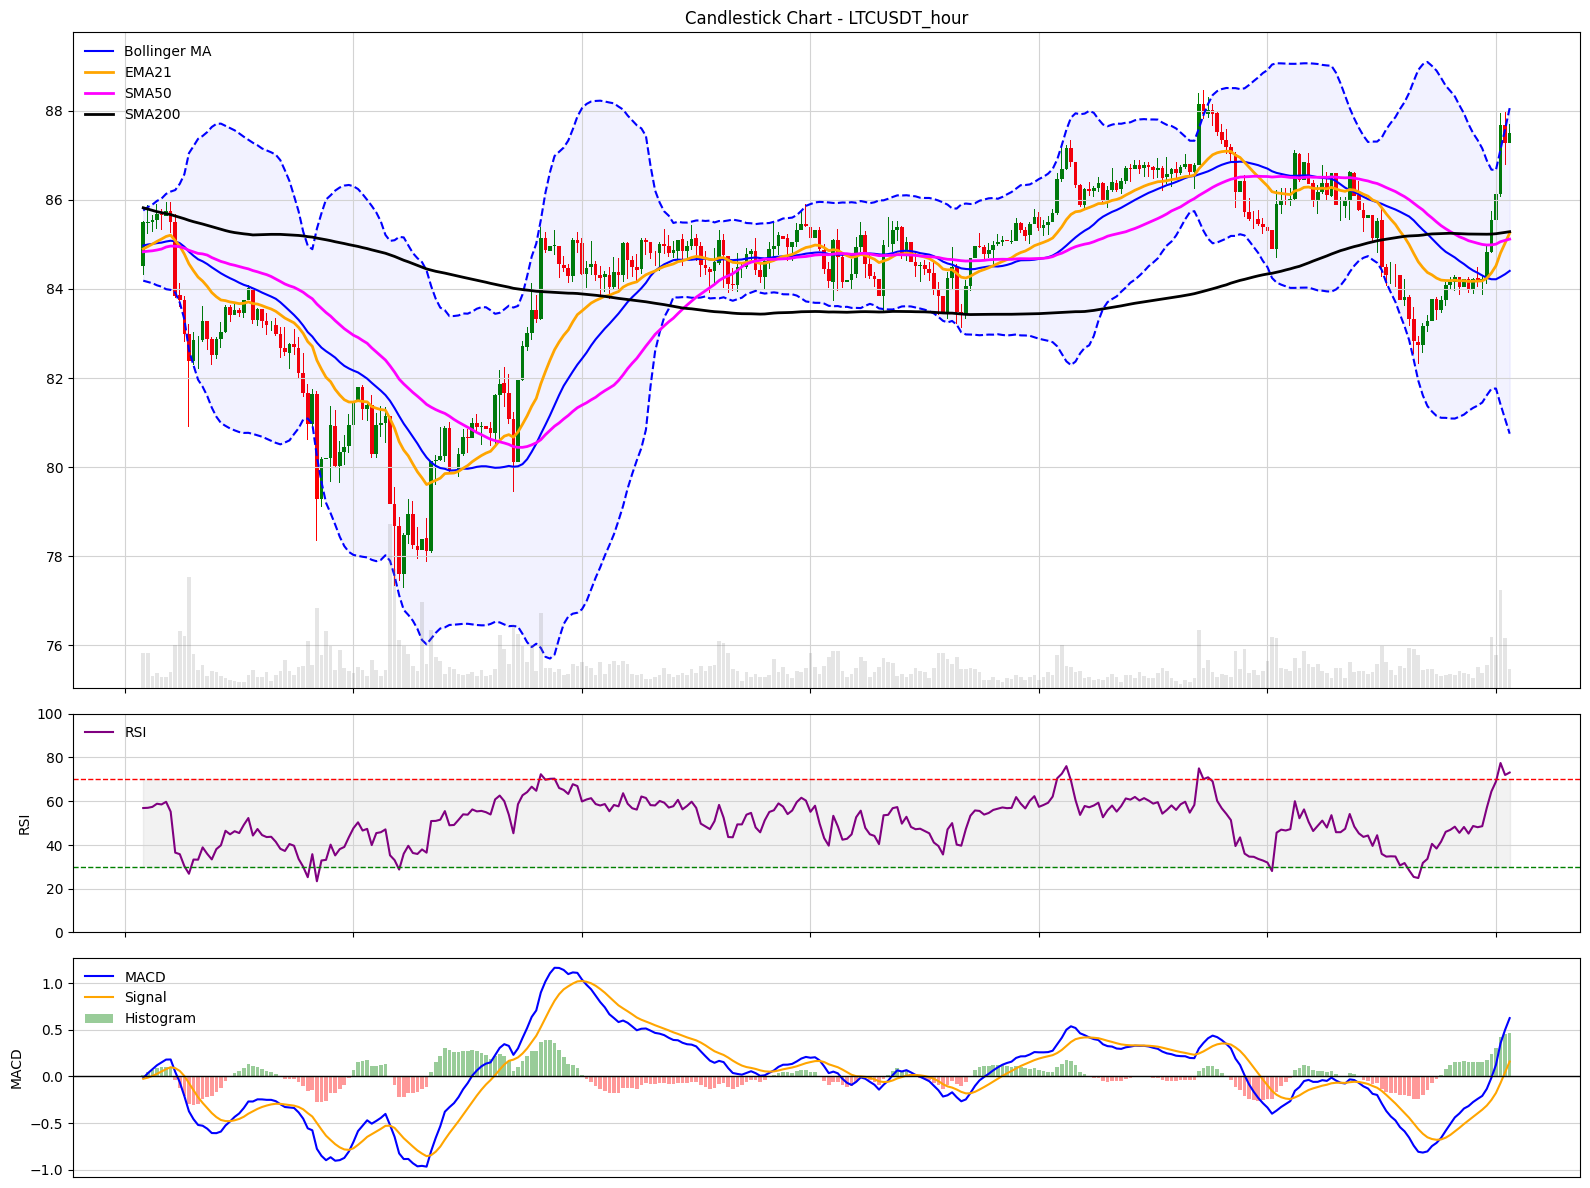 Candlestick Chart - LTCUSDT_hour
Bollinger MA
EMA21
SMA50
SMA200
88
86
84
82
80
78
76
RSI
100
80
60
40
20
0
RSI
MACD
Signal
Histogram
1.0
0.5
0.0
−0.5
−1.0
MACD